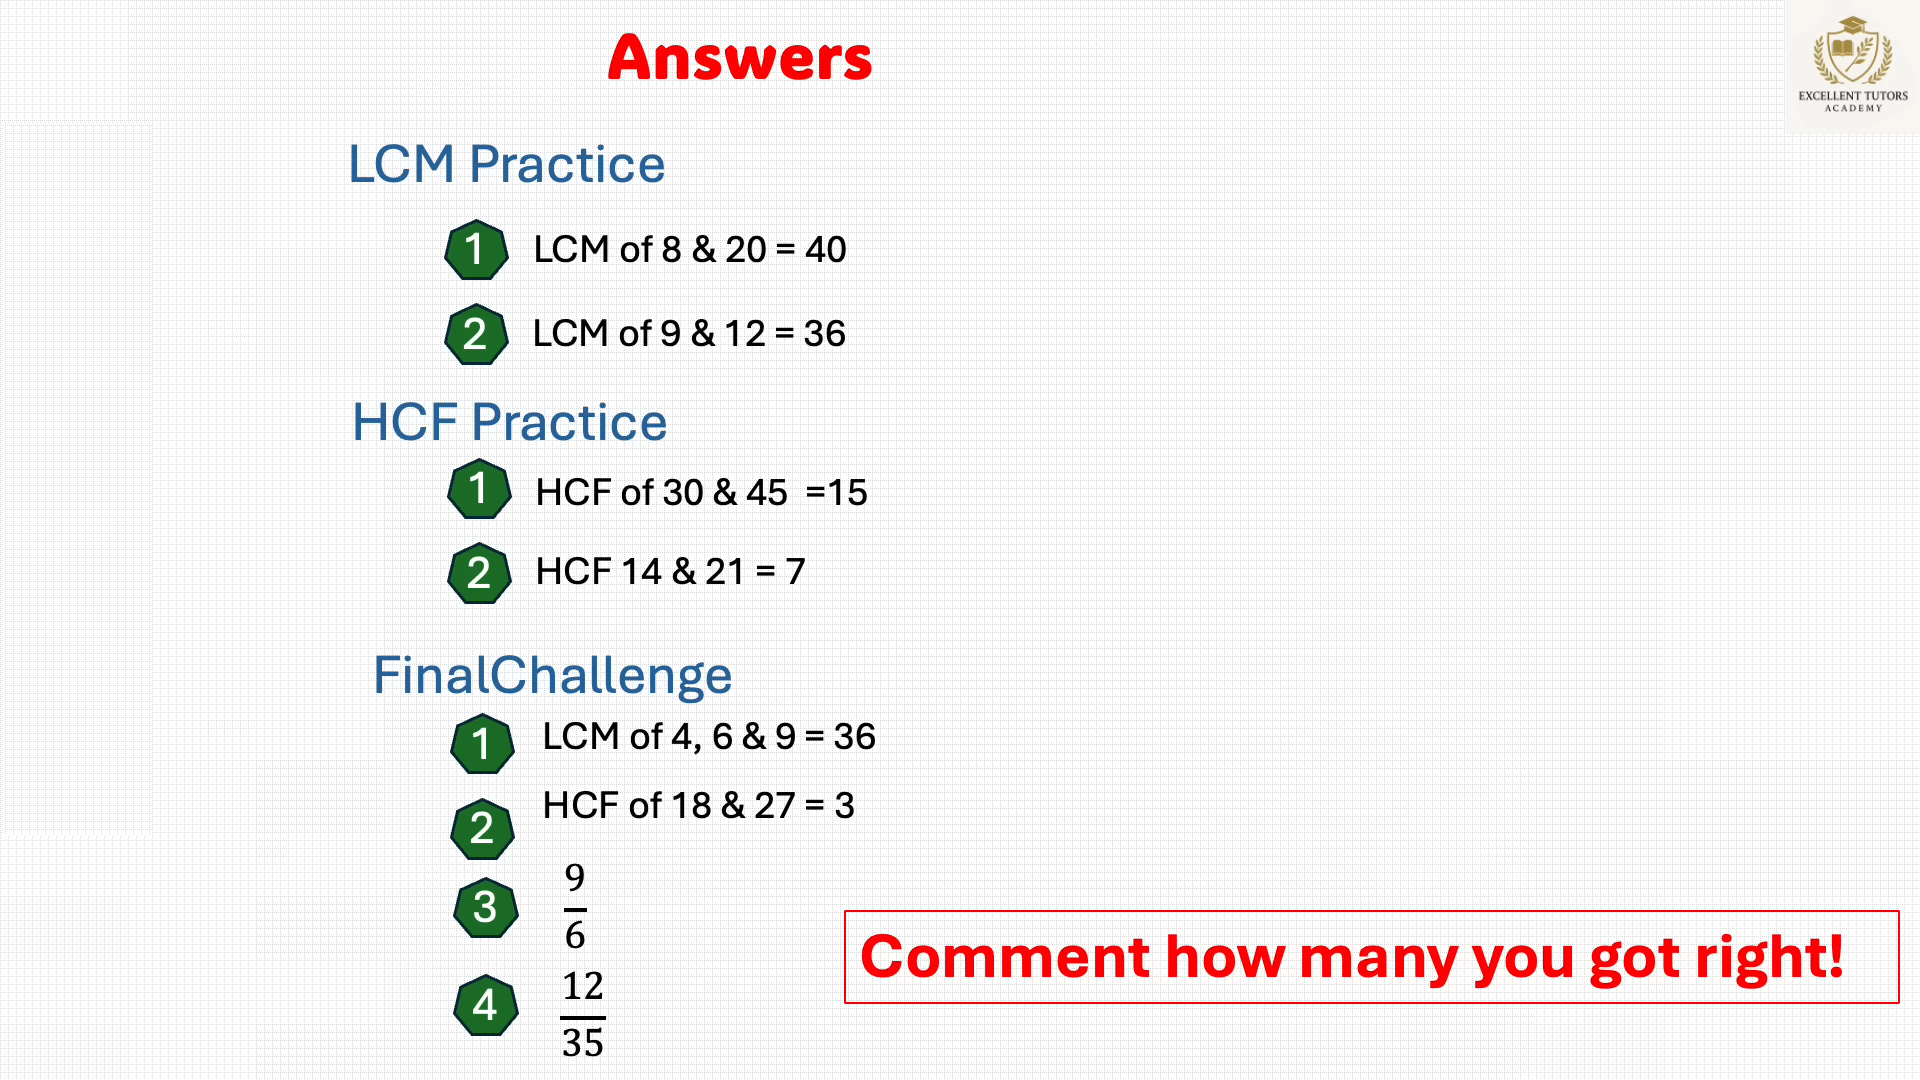 Answers
EXCELLENT TUTORS
ACADEMY
LCM Practice
1 LCM of 8 & 20 = 40
2 LCM of 9 & 12 = 36
HCF Practice
1 HCF of 30 & 45 =15
2 HCF 14 & 21 = 7
FinalChallenge
1 LCM of 4, 6 & 9 = 36
2 HCF of 18 & 27 = 3
3 9/6
4 12/35
Comment how many you got right!